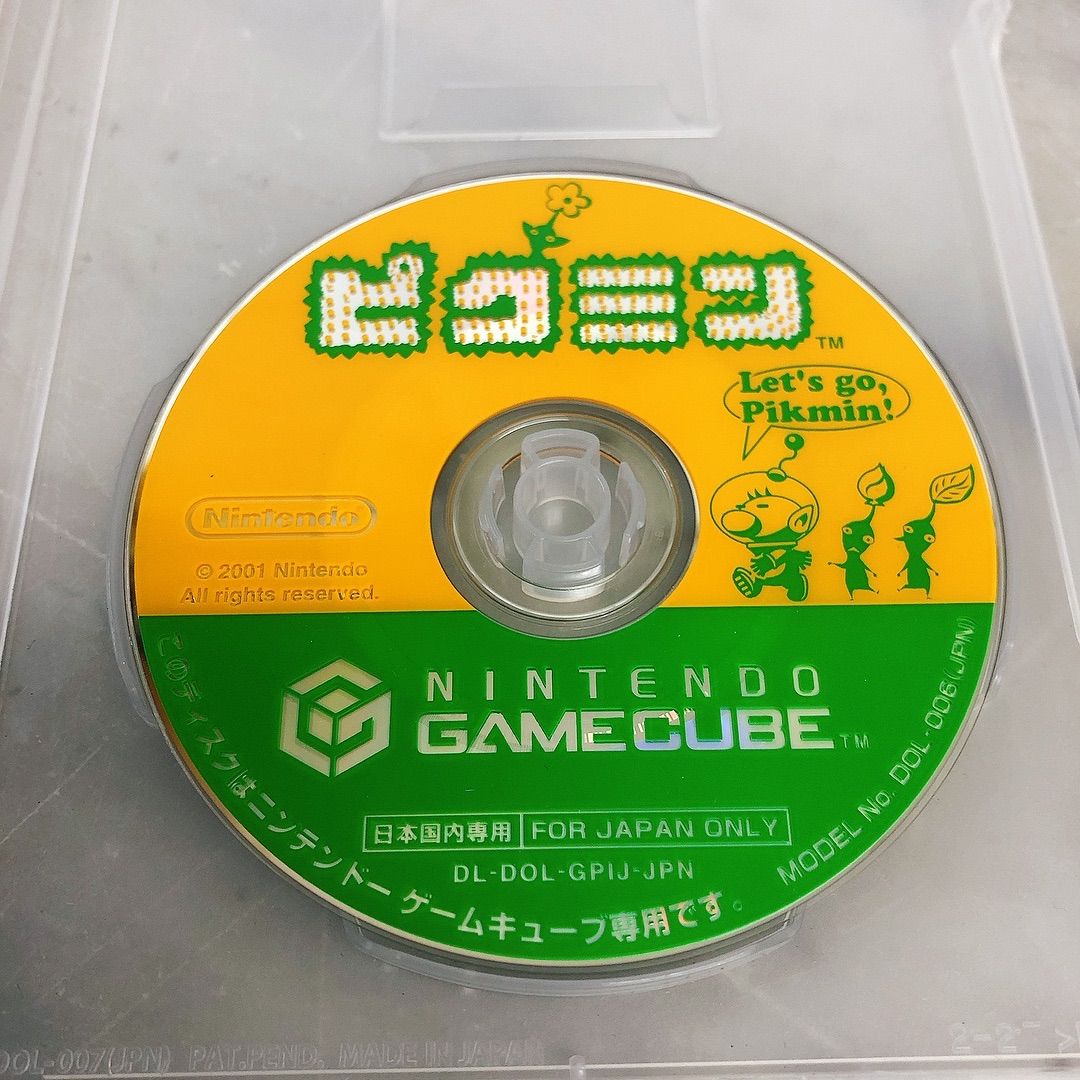 ピクミン™
Let's go,
Pikmin!
Nintendo
© 2001 Nintendo
All rights reserved.
NINTENDO
GAMECUBE™
日本国内専用 FOR JAPAN ONLY
DL-DOL-GPIJ-JPN
このディスクはニンテンドーゲームキューブ専用です。
MODEL No. DOL-006(JPN)
DOL-007(JPN) PAT.PEND. MADE IN JAPAN